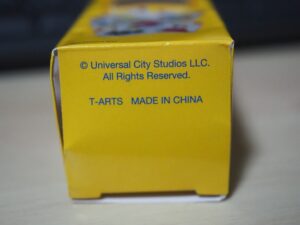 © Universal City Studios LLC.
All Rights Reserved.
T-ARTS MADE IN CHINA